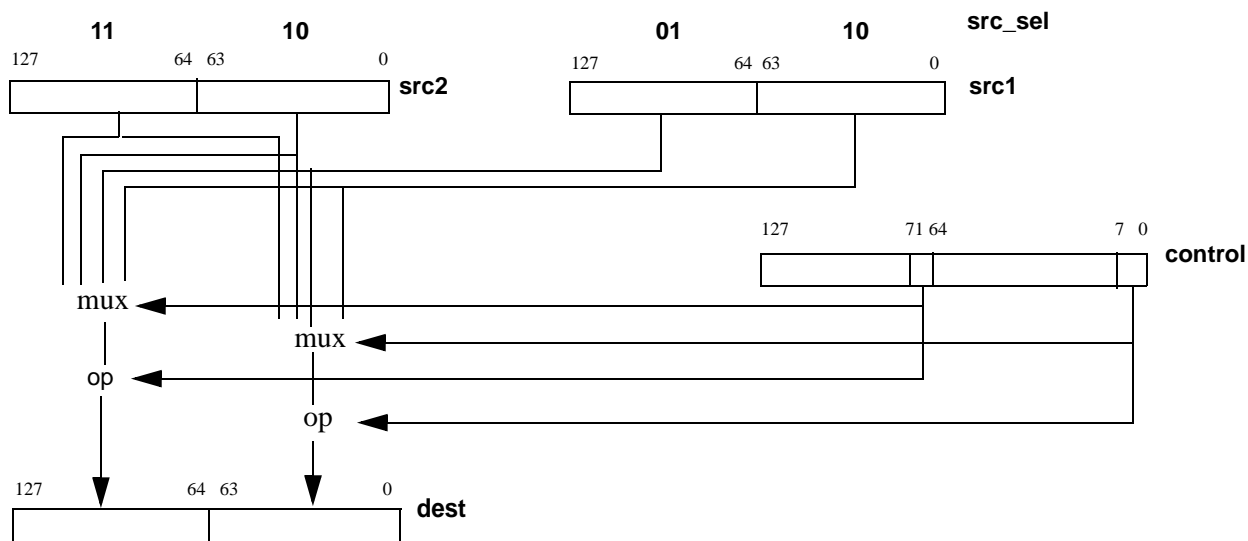 11 10 01 10 src_sel
127 64 63 0 src2 127 64 63 0 src1
127 71 64 7 0 control
mux
mux
op
op
127 64 63 0 dest